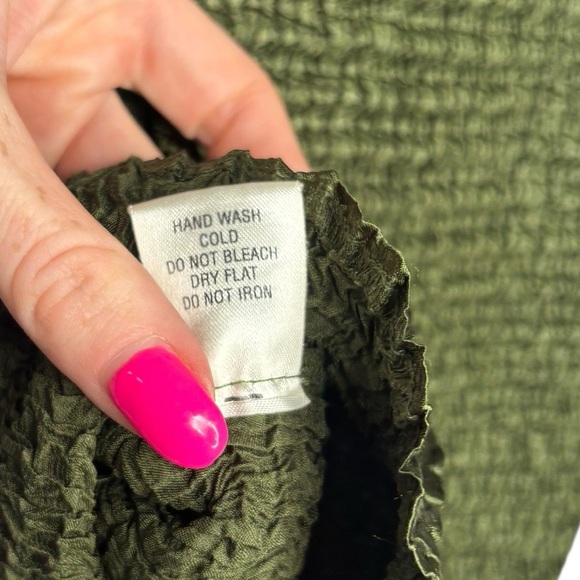 HAND WASH
COLD
DO NOT BLEACH
DRY FLAT
DO NOT IRON